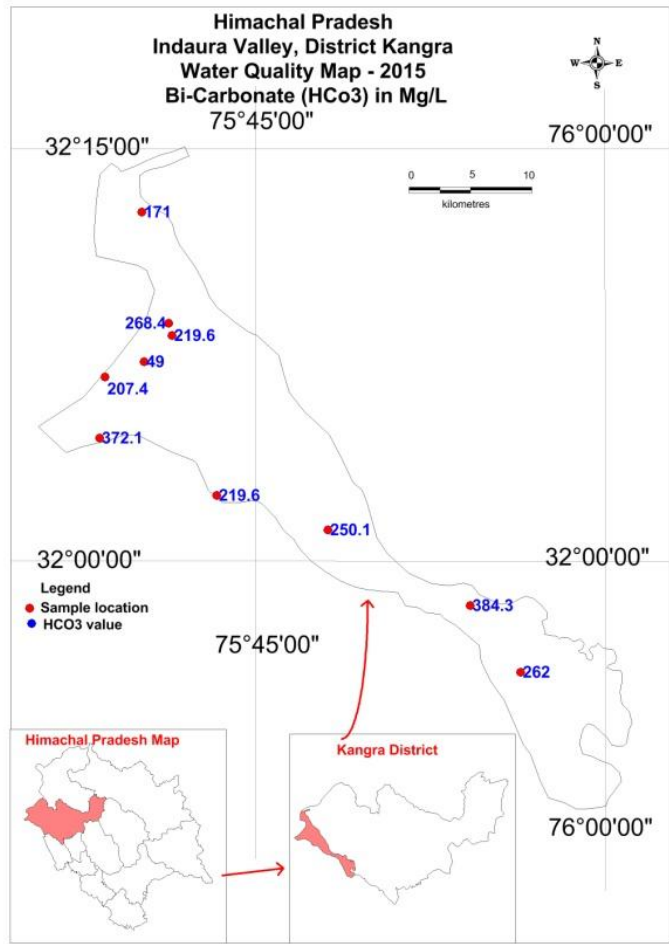 Himachal Pradesh
Indaura Valley, District Kangra
Water Quality Map - 2015
Bi-Carbonate (HCo3) in Mg/L
N
W E
S
75°45'00"
76°00'00"
32°15'00"
0 5 10
kilometres
171
268.4
219.6
49
207.4
372.1
219.6
250.1
32°00'00"
32°00'00"
Legend
Sample location
HCO3 value
384.3
75°45'00"
262
Himachal Pradesh Map
Kangra District
76°00'00"